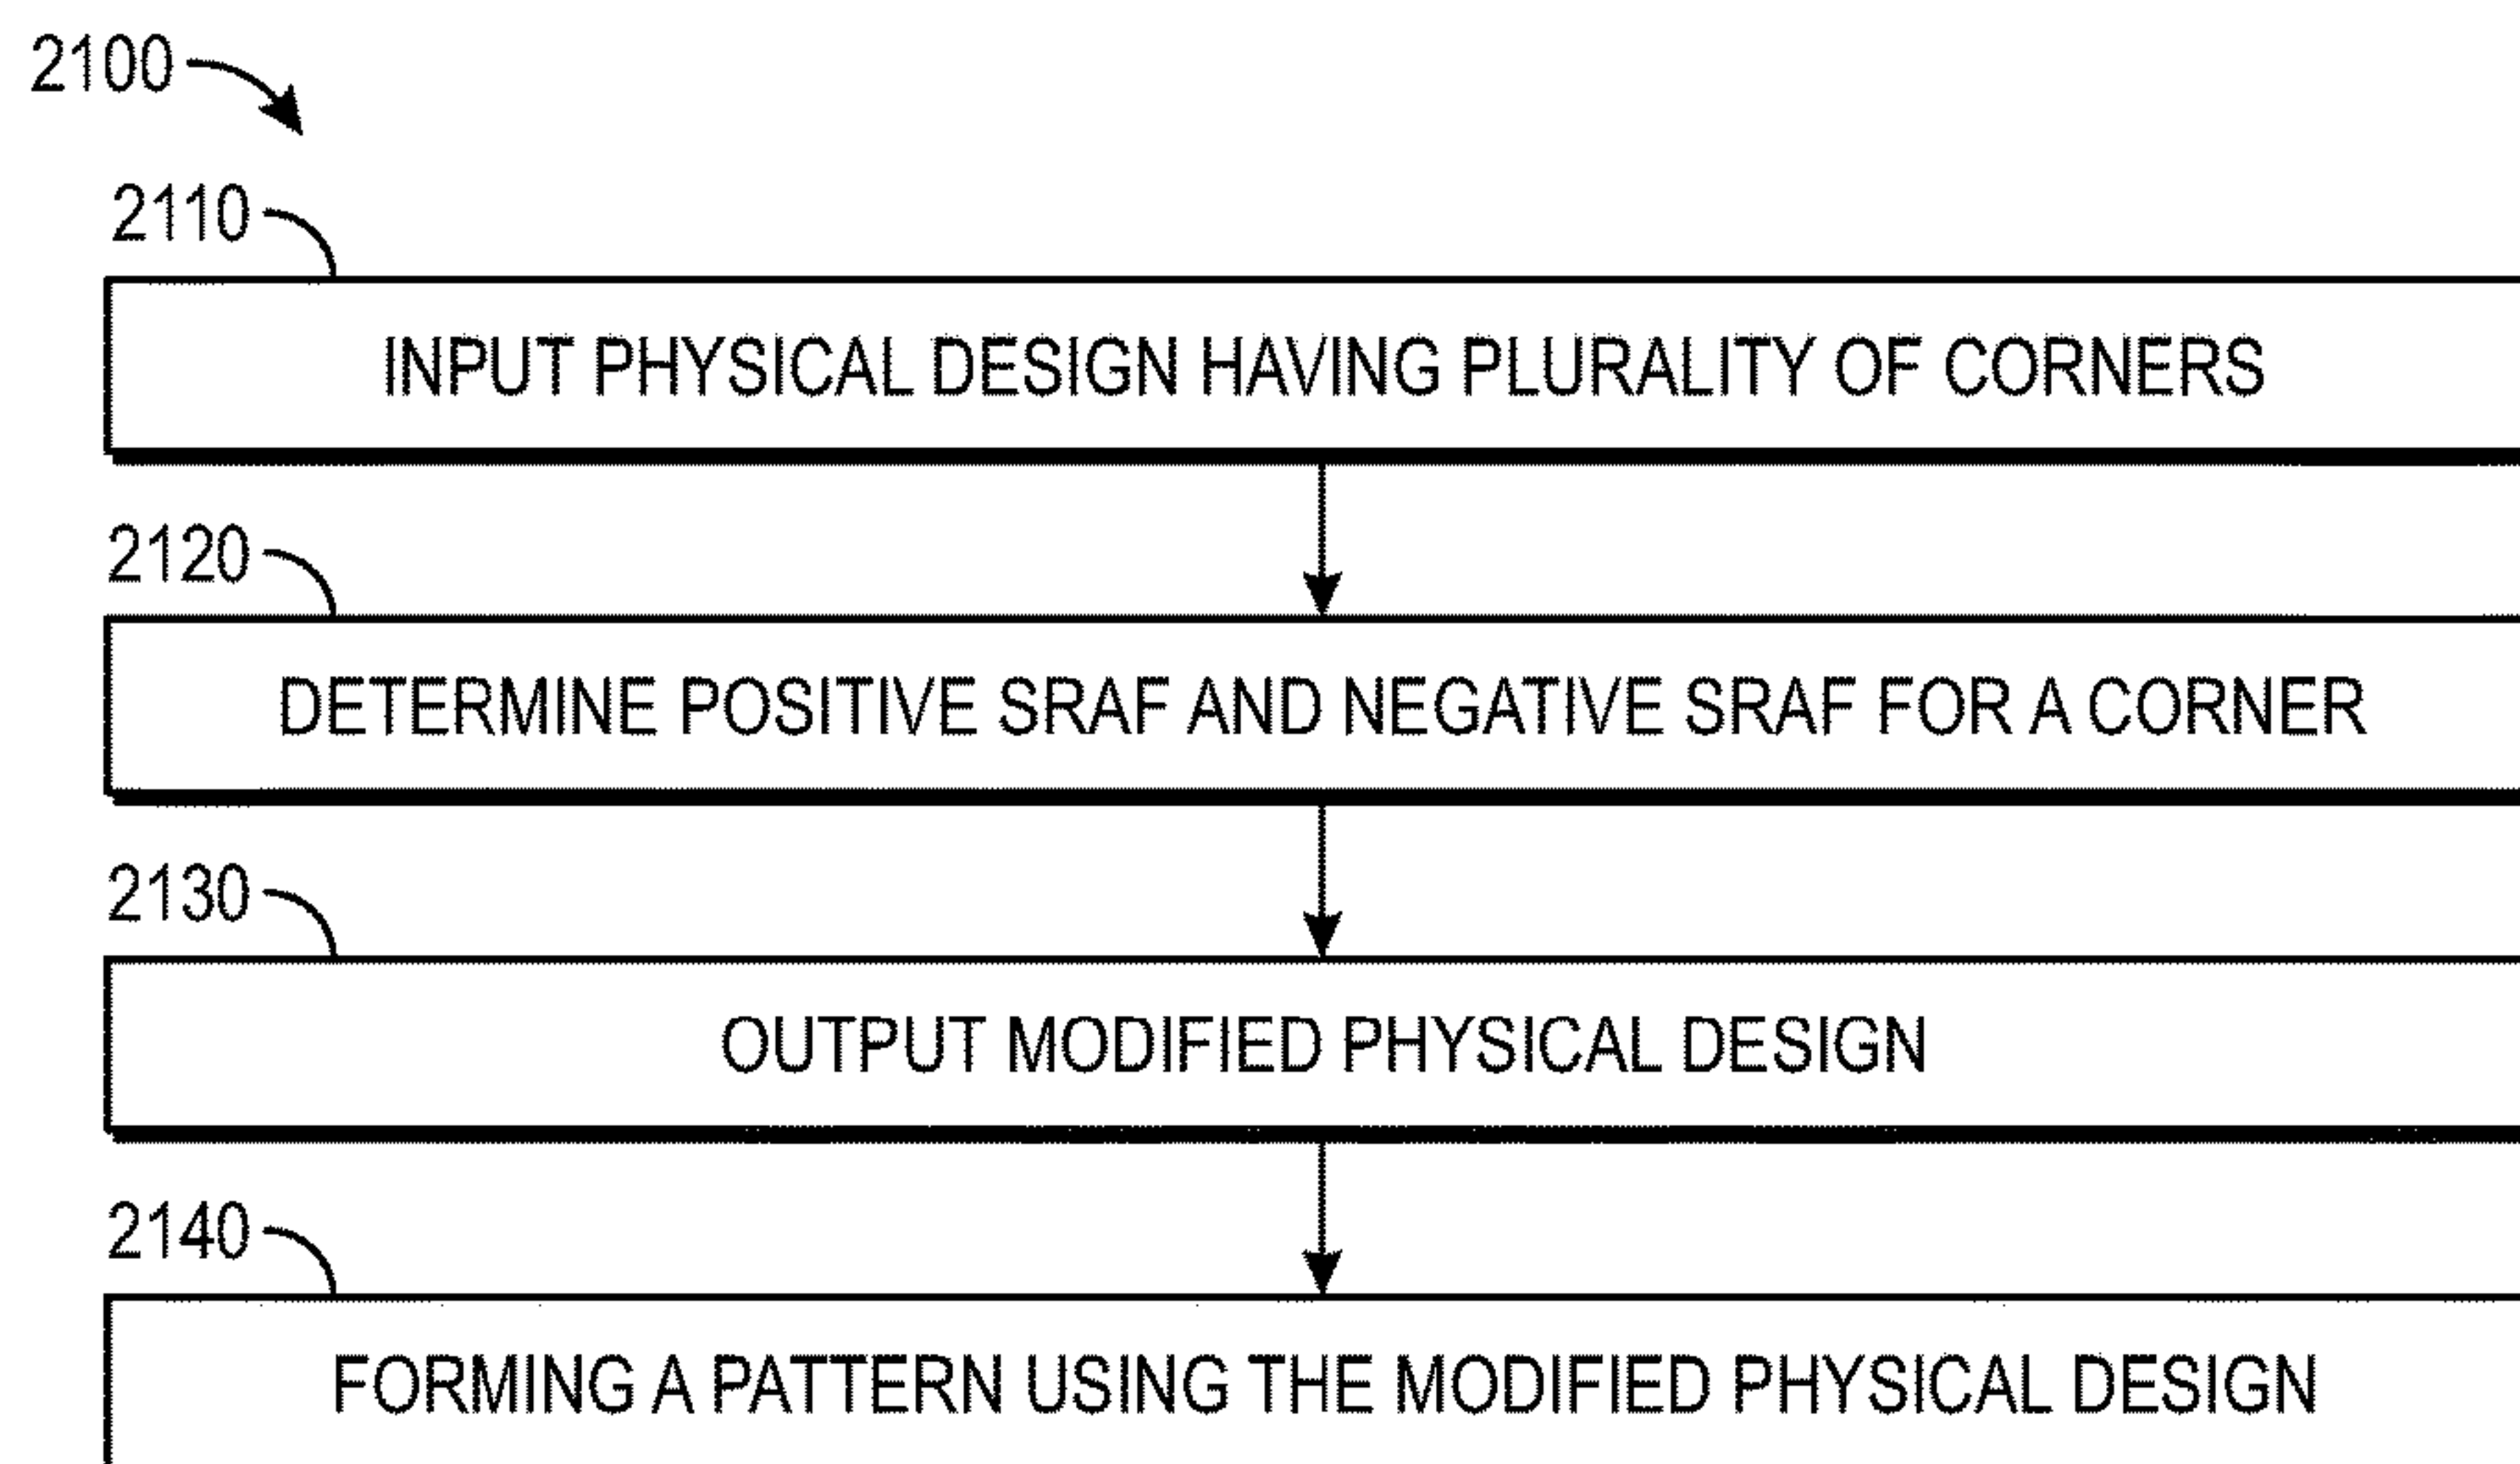 2100
2110
INPUT PHYSICAL DESIGN HAVING PLURALITY OF CORNERS
2120
DETERMINE POSITIVE SRAF AND NEGATIVE SRAF FOR A CORNER
2130
OUTPUT MODIFIED PHYSICAL DESIGN
2140
FORMING A PATTERN USING THE MODIFIED PHYSICAL DESIGN